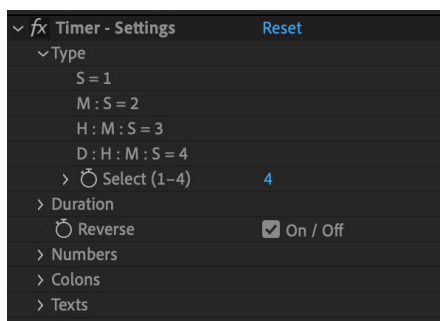 fx Timer - Settings Reset
Type
S = 1
M : S = 2
H : M : S = 3
D : H : M : S = 4
Select (1–4) 4
Duration
Reverse On / Off
Numbers
Colons
Texts